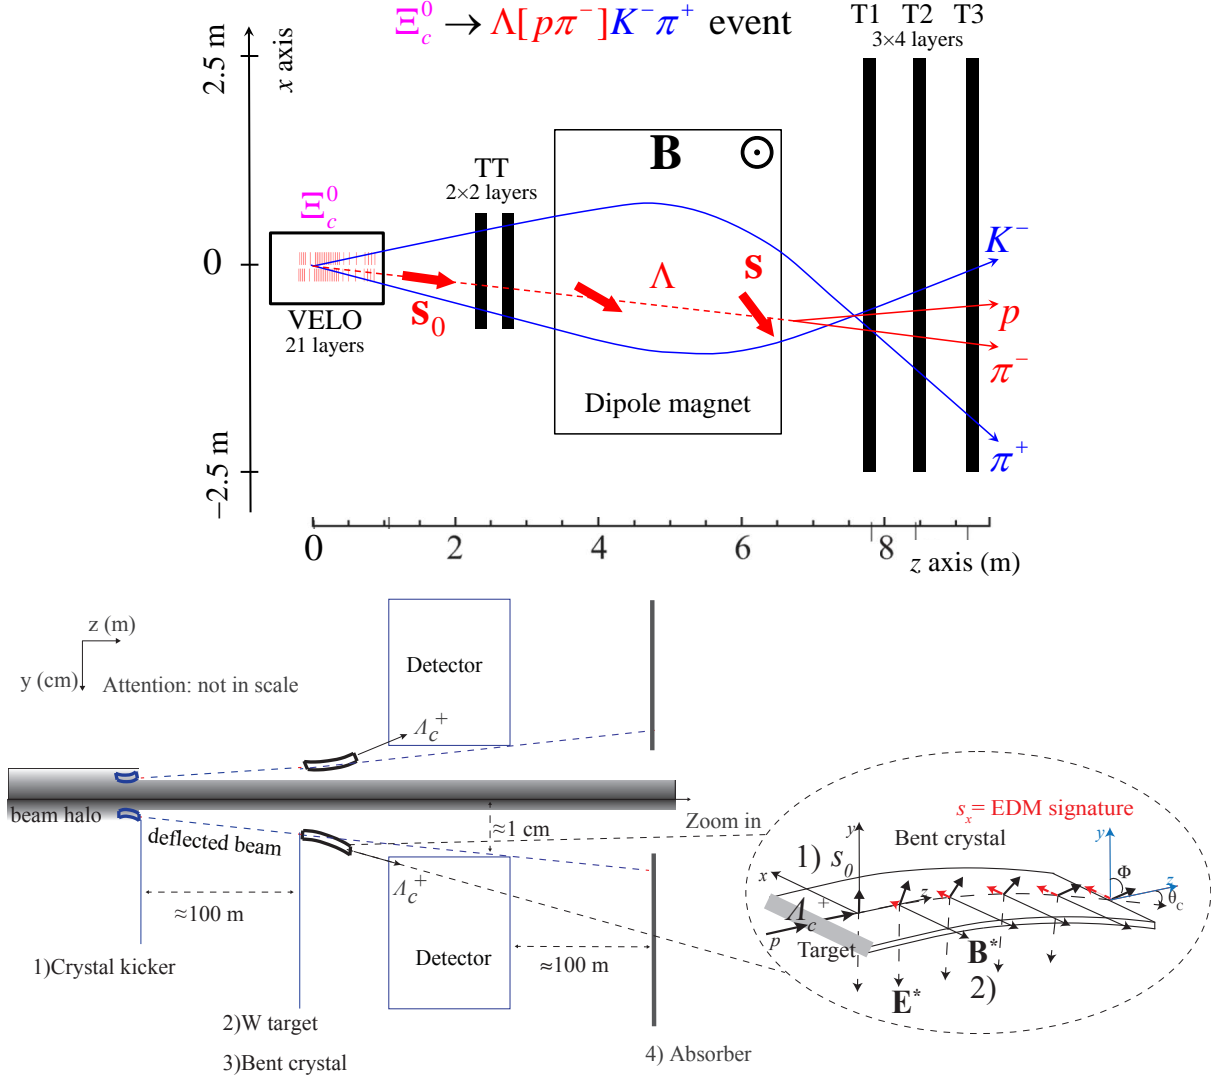 Ξc0 → Λ[pπ−]K−π+ event
T1 T2 T3
3×4 layers
2.5 m
x axis
0
−2.5 m
B
TT
2×2 layers
Ξc0
VELO
21 layers
s0
Λ
s
Dipole magnet
K−
p
π−
π+
0 2 4 6 8
z axis (m)
z (m)
y (cm)
Attention: not in scale
Detector
Λc+
beam halo
deflected beam
≈1 cm
Zoom in
Λc+
≈100 m
Detector
≈100 m
1)Crystal kicker
2)W target
3)Bent crystal
4) Absorber
sx= EDM signature
Bent crystal
y
y
1) s0
x
z
Φ
z
θC
Λc+
p
Target
B*
2)
E*